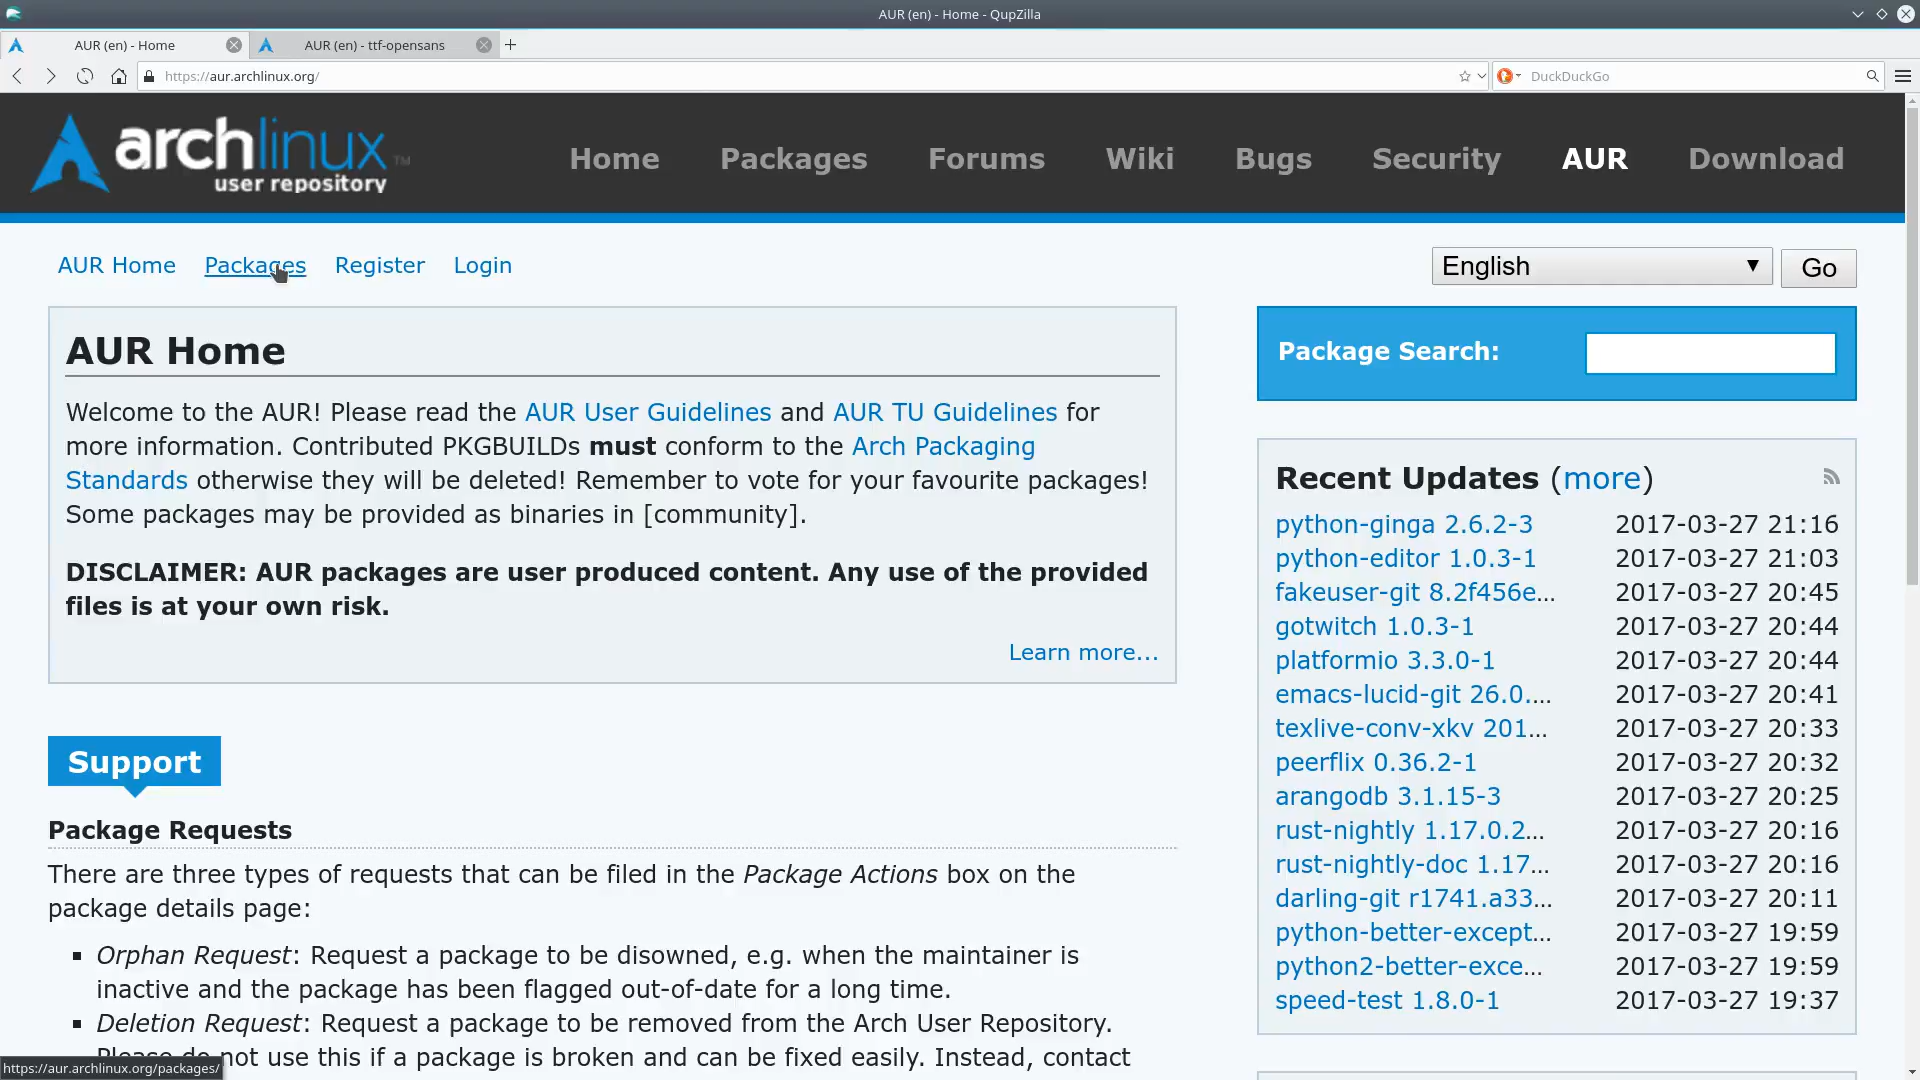 AUR (en) - Home - QupZilla
AUR (en) - Home
AUR (en) - ttf-opensans
https://aur.archlinux.org/
DuckDuckGo
archlinux™
user repository
Home Packages Forums Wiki Bugs Security AUR Download
AUR Home Packages Register Login
English
Go
AUR Home
Welcome to the AUR! Please read the AUR User Guidelines and AUR TU Guidelines for
more information. Contributed PKGBUILDs must conform to the Arch Packaging
Standards otherwise they will be deleted! Remember to vote for your favourite packages!
Some packages may be provided as binaries in [community].
DISCLAIMER: AUR packages are user produced content. Any use of the provided
files is at your own risk.
Learn more...
Support
Package Requests
There are three types of requests that can be filed in the Package Actions box on the
package details page:
Orphan Request: Request a package to be disowned, e.g. when the maintainer is
inactive and the package has been flagged out-of-date for a long time.
Deletion Request: Request a package to be removed from the Arch User Repository.
Please do not use this if a package is broken and can be fixed easily. Instead, contact
https://aur.archlinux.org/packages/
Package Search:
Recent Updates (more)
python-ginga 2.6.2-3 2017-03-27 21:16
python-editor 1.0.3-1 2017-03-27 21:03
fakeuser-git 8.2f456e... 2017-03-27 20:45
gotwitch 1.0.3-1 2017-03-27 20:44
platformio 3.3.0-1 2017-03-27 20:44
emacs-lucid-git 26.0.... 2017-03-27 20:41
texlive-conv-xkv 201... 2017-03-27 20:33
peerflix 0.36.2-1 2017-03-27 20:32
arangodb 3.1.15-3 2017-03-27 20:25
rust-nightly 1.17.0.2... 2017-03-27 20:16
rust-nightly-doc 1.17... 2017-03-27 20:16
darling-git r1741.a33... 2017-03-27 20:11
python-better-except... 2017-03-27 19:59
python2-better-exce... 2017-03-27 19:59
speed-test 1.8.0-1 2017-03-27 19:37